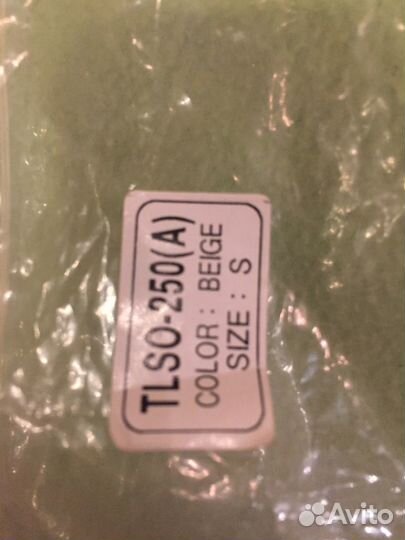 TLSO-250(A)
COLOR : BEIGE
SIZE : S
Avito